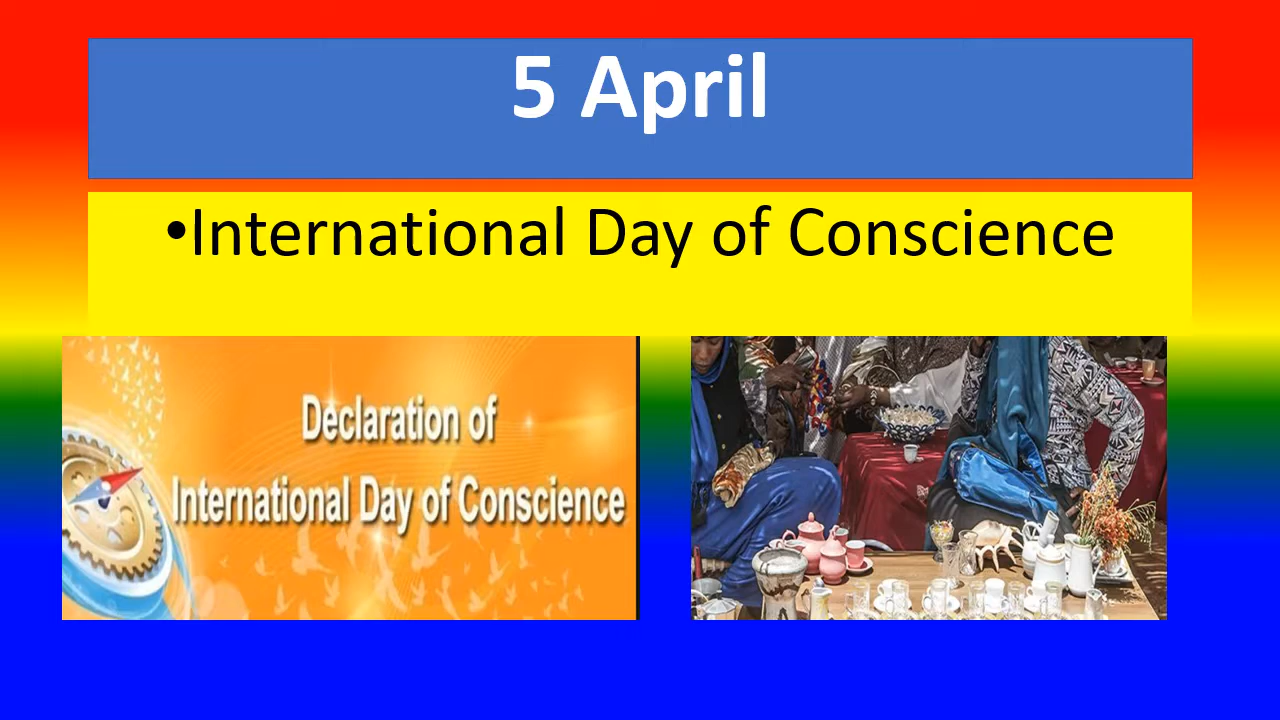 5 April
•International Day of Conscience
Declaration of
International Day of Conscience